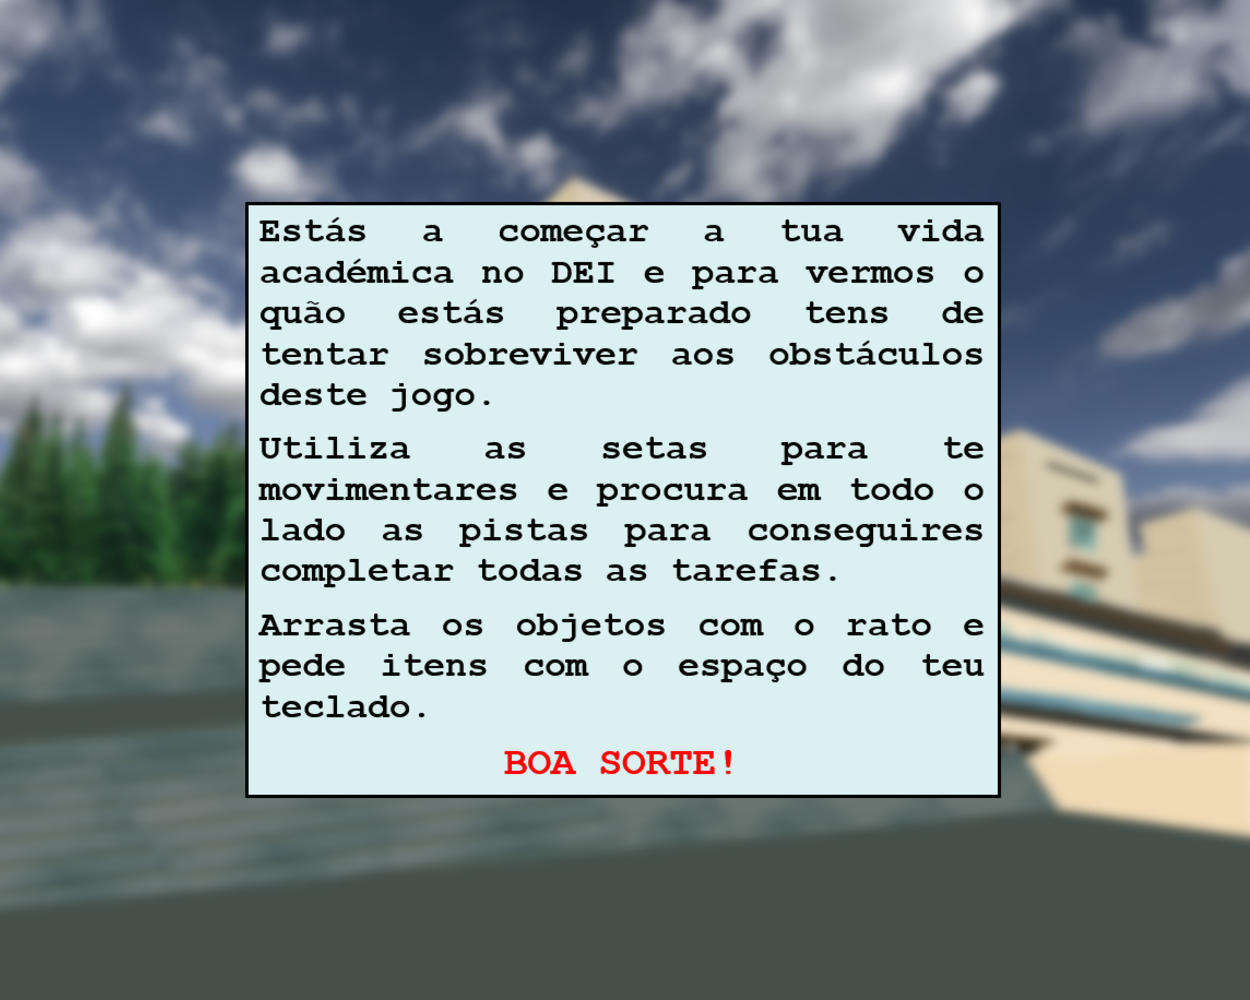 Estás a começar a tua vida
académica no DEI e para vermos o
quão estás preparado tens de
tentar sobreviver aos obstáculos
deste jogo.
Utiliza as setas para te
movimentares e procura em todo o
lado as pistas para conseguires
completar todas as tarefas.
Arrasta os objetos com o rato e
pede itens com o espaço do teu
teclado.
BOA SORTE!